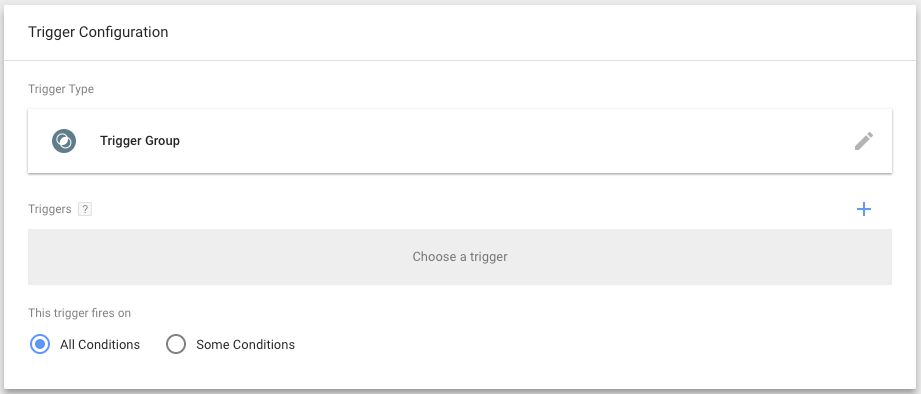 Trigger Configuration
Trigger Type
Trigger Group
Triggers ?
Choose a trigger
This trigger fires on
All Conditions Some Conditions